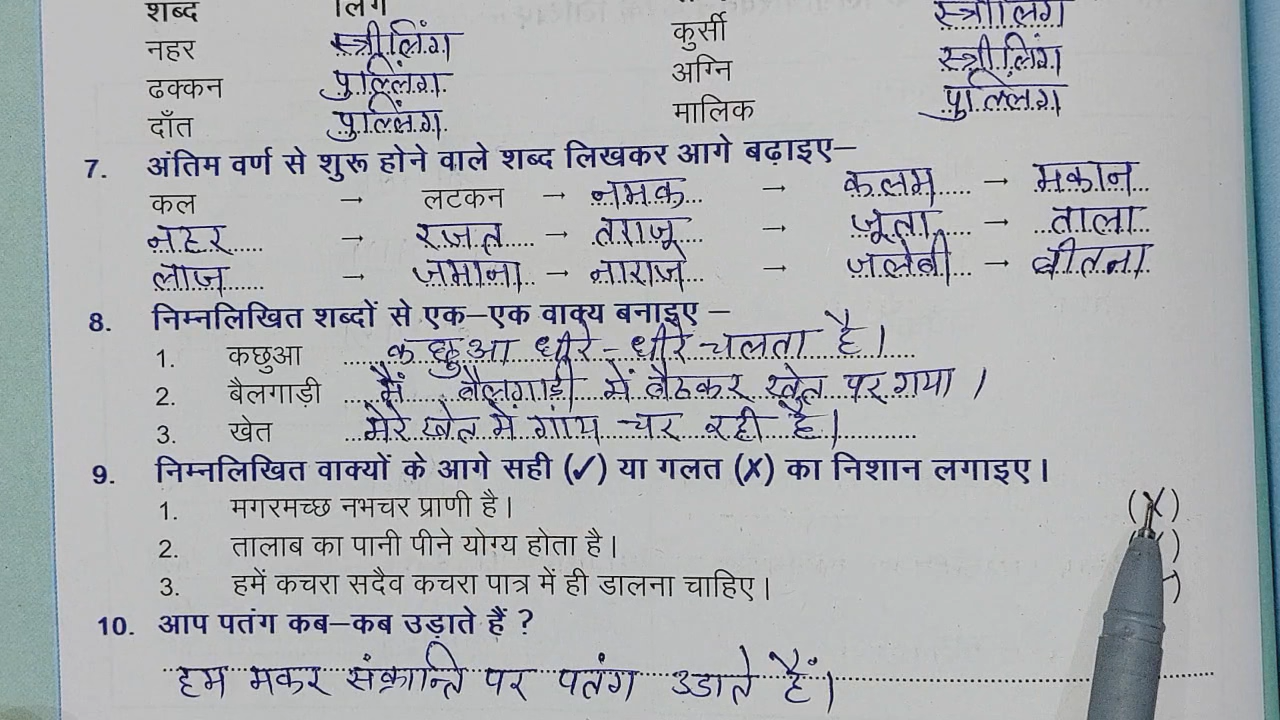 शब्द लिंग
नहर स्त्रीलिंग कुर्सी स्त्रीलिंग
ढक्कन पुल्लिंग अग्नि स्त्रीलिंग
दाँत पुल्लिंग मालिक पुल्लिंग
7. अंतिम वर्ण से शुरू होने वाले शब्द लिखकर आगे बढ़ाइए–
कल → लटकन → नमक → कलम → मकान
नहर → रजत → तराजू → जूता → ताला
लाज → जमाना → नाराज → जलेबी → बीतना
8. निम्नलिखित शब्दों से एक–एक वाक्य बनाइए –
1. कछुआ कछुआ धीरे-धीरे चलता है।
2. बैलगाड़ी मैं बैलगाड़ी में बैठकर खेत पर गया।
3. खेत मेरे खेत में गाय चर रही है।
9. निम्नलिखित वाक्यों के आगे सही (✓) या गलत (X) का निशान लगाइए।
1. मगरमच्छ नभचर प्राणी है। (X)
2. तालाब का पानी पीने योग्य होता है।
3. हमें कचरा सदैव कचरा पात्र में ही डालना चाहिए।
10. आप पतंग कब–कब उड़ाते हैं ?
हम मकर संक्रान्ति पर पतंग उडाते हैं।